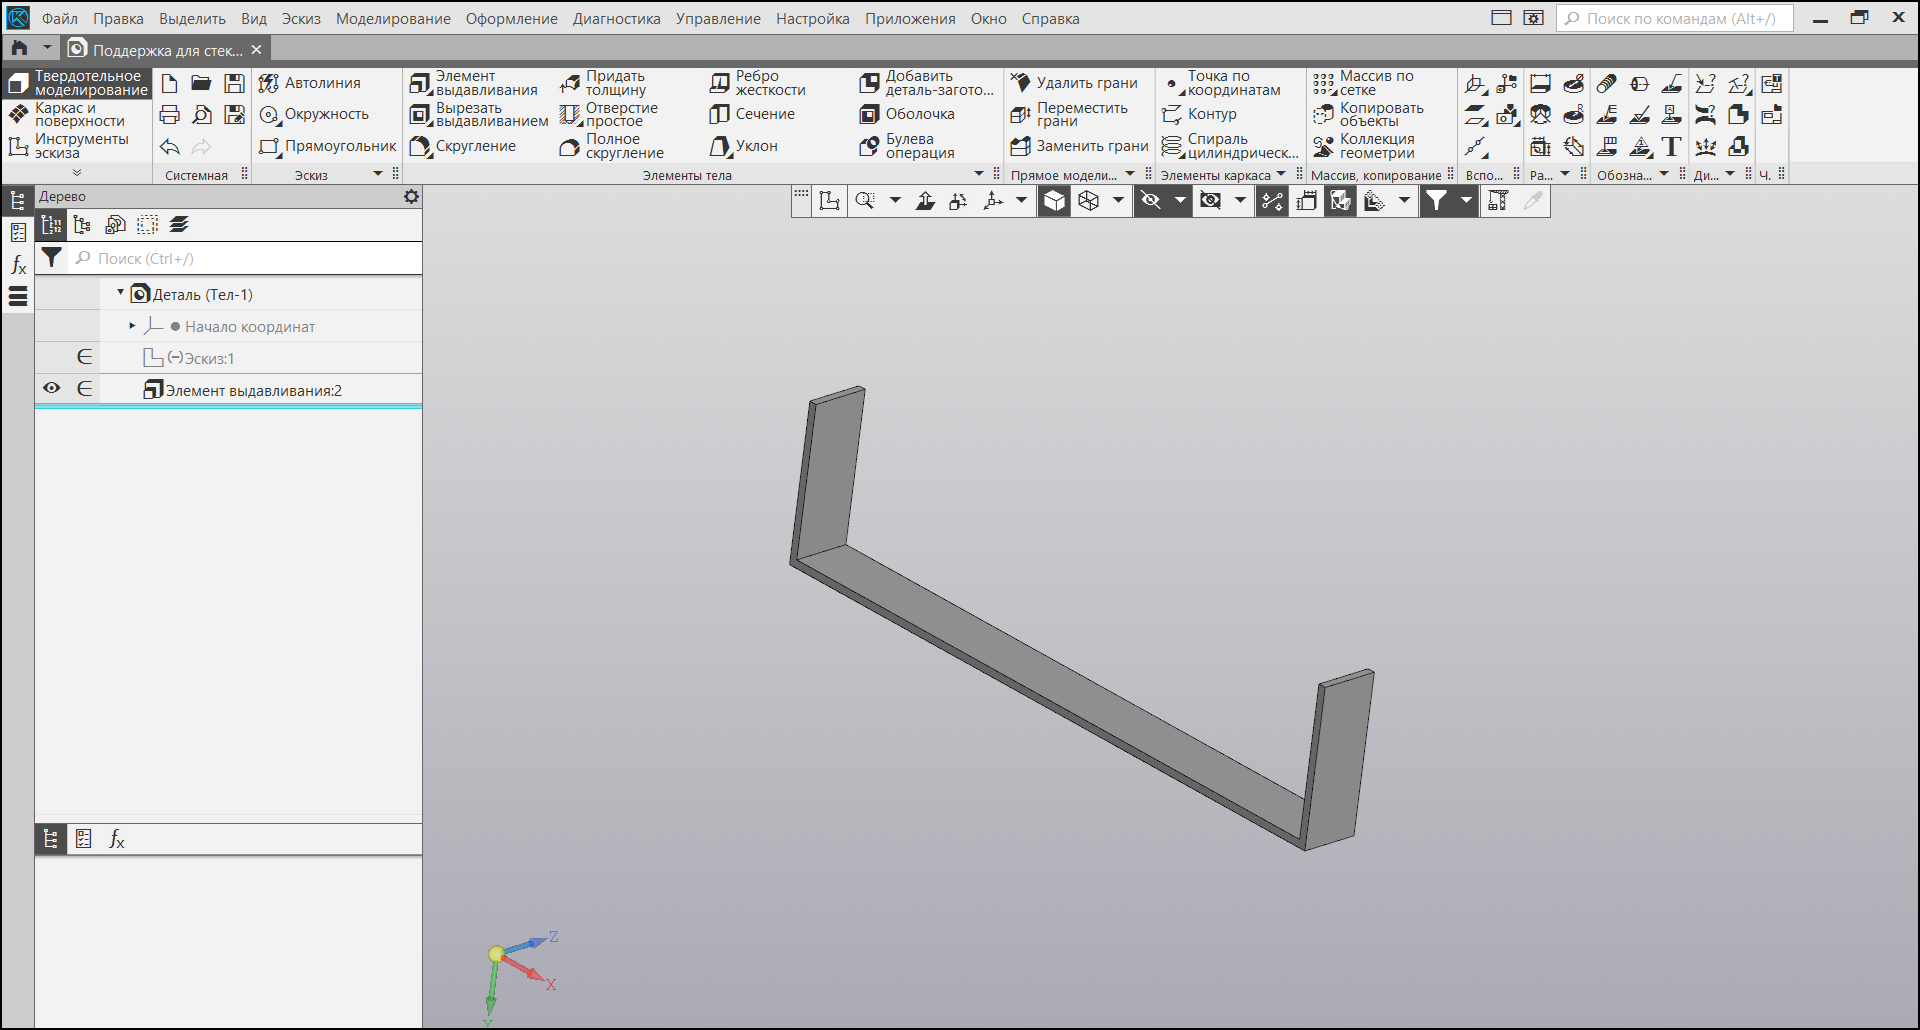 Файл Правка Выделить Вид Эскиз Моделирование Оформление Диагностика Управление Настройка Приложения Окно Справка Поиск по командам (Alt+/)
Поддержка для стек...
Твердотельное моделирование
Каркас и поверхности
Инструменты эскиза
Системная
Автолиния
Окружность
Прямоугольник
Эскиз
Элемент выдавливания
Вырезать выдавливанием
Скругление
Придать толщину
Отверстие простое
Полное скругление
Ребро жесткости
Сечение
Уклон
Добавить деталь-загото...
Оболочка
Булева операция
Элементы тела
Удалить грани
Переместить грани
Заменить грани
Прямое модели...
Точка по координатам
Контур
Спираль цилиндрическ...
Элементы каркаса
Массив по сетке
Копировать объекты
Коллекция геометрии
Массив, копирование
Вспо...
Ра...
Обозна...
Ди...
Ч.
Дерево
Поиск (Ctrl+/)
Деталь (Тел-1)
Начало координат
(-)Эскиз:1
Элемент выдавливания:2
Z
X
Y